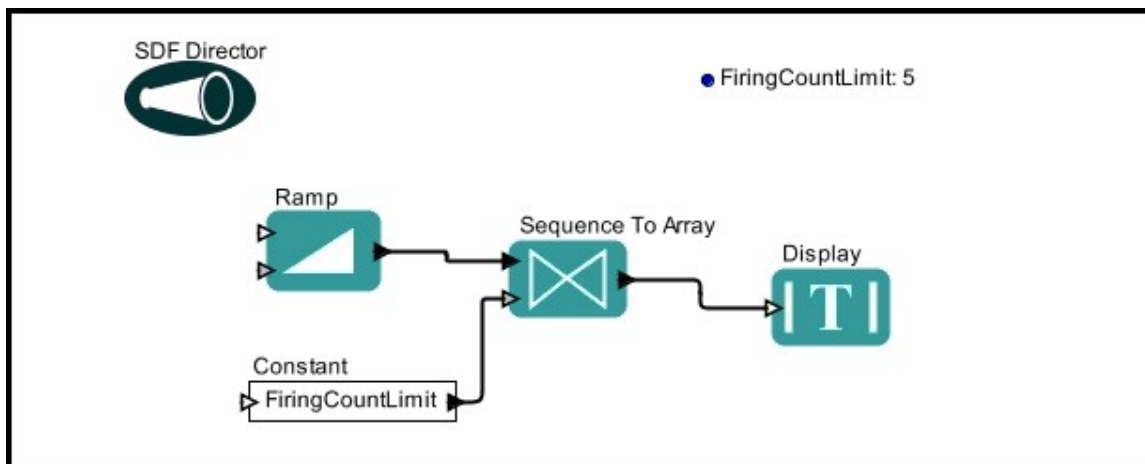 SDF Director
FiringCountLimit: 5
Ramp
Sequence To Array
Display
T
Constant
FiringCountLimit